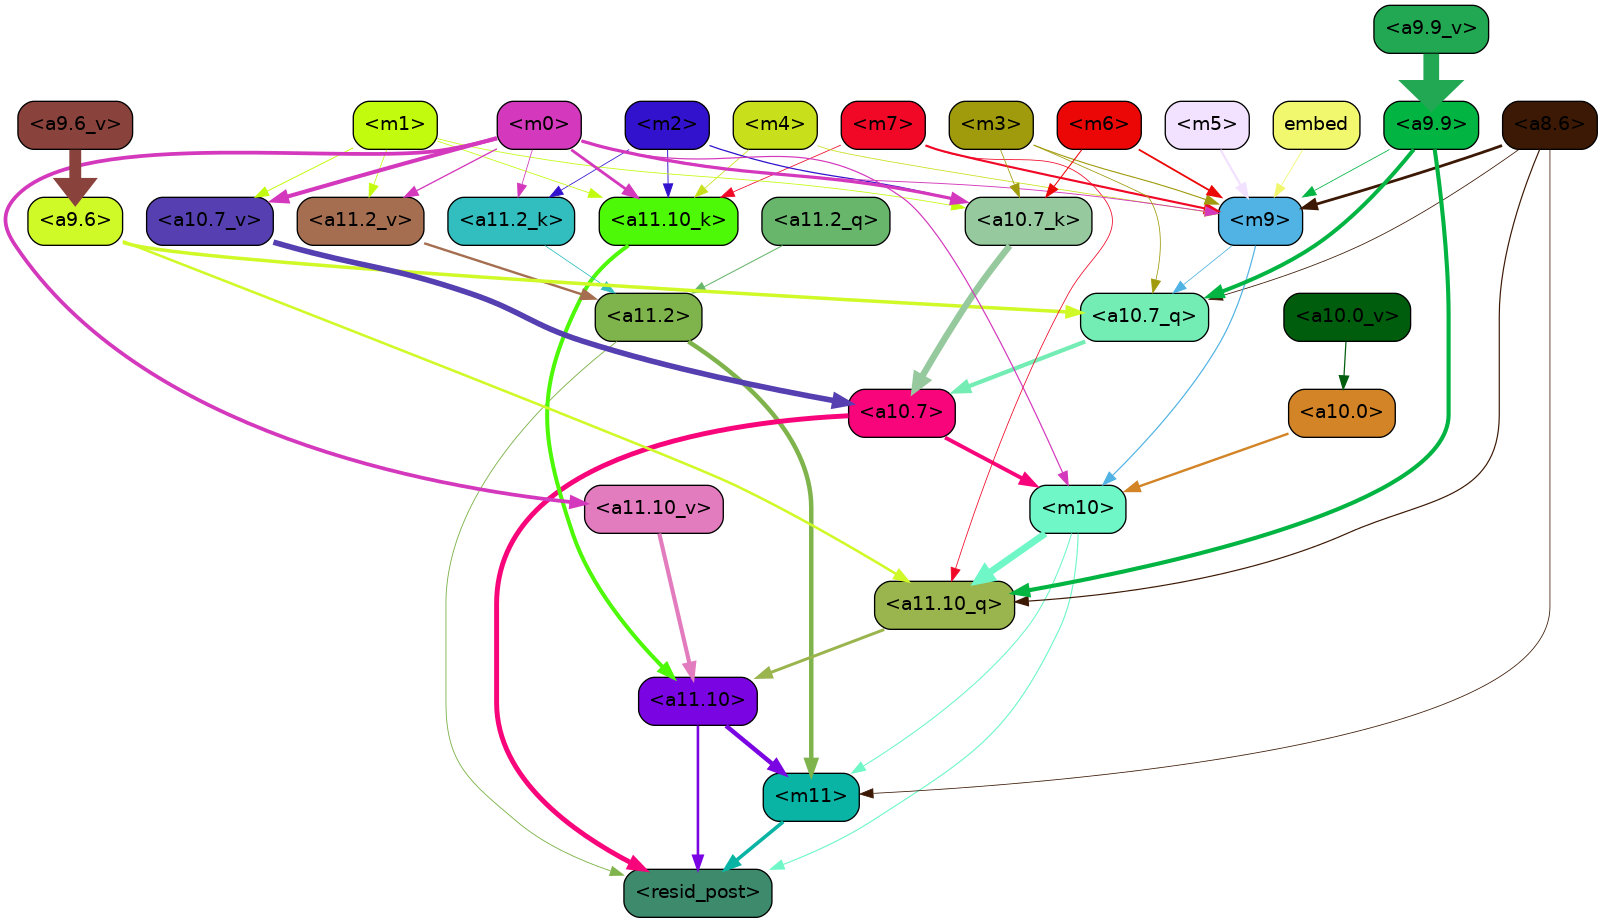 <a9.9_v>
<a9.6_v>
<m1>
<m0>
<m2>
<m4>
<m7>
<m3>
<m6>
<m5>
embed
<a9.9>
<a8.6>
<a9.6>
<a10.7_v>
<a11.2_v>
<a11.2_k>
<a11.10_k>
<a11.2_q>
<a10.7_k>
<m9>
<a11.2>
<a10.7_q>
<a10.0_v>
<a10.7>
<a10.0>
<a11.10_v>
<m10>
<a11.10_q>
<a11.10>
<m11>
<resid_post>